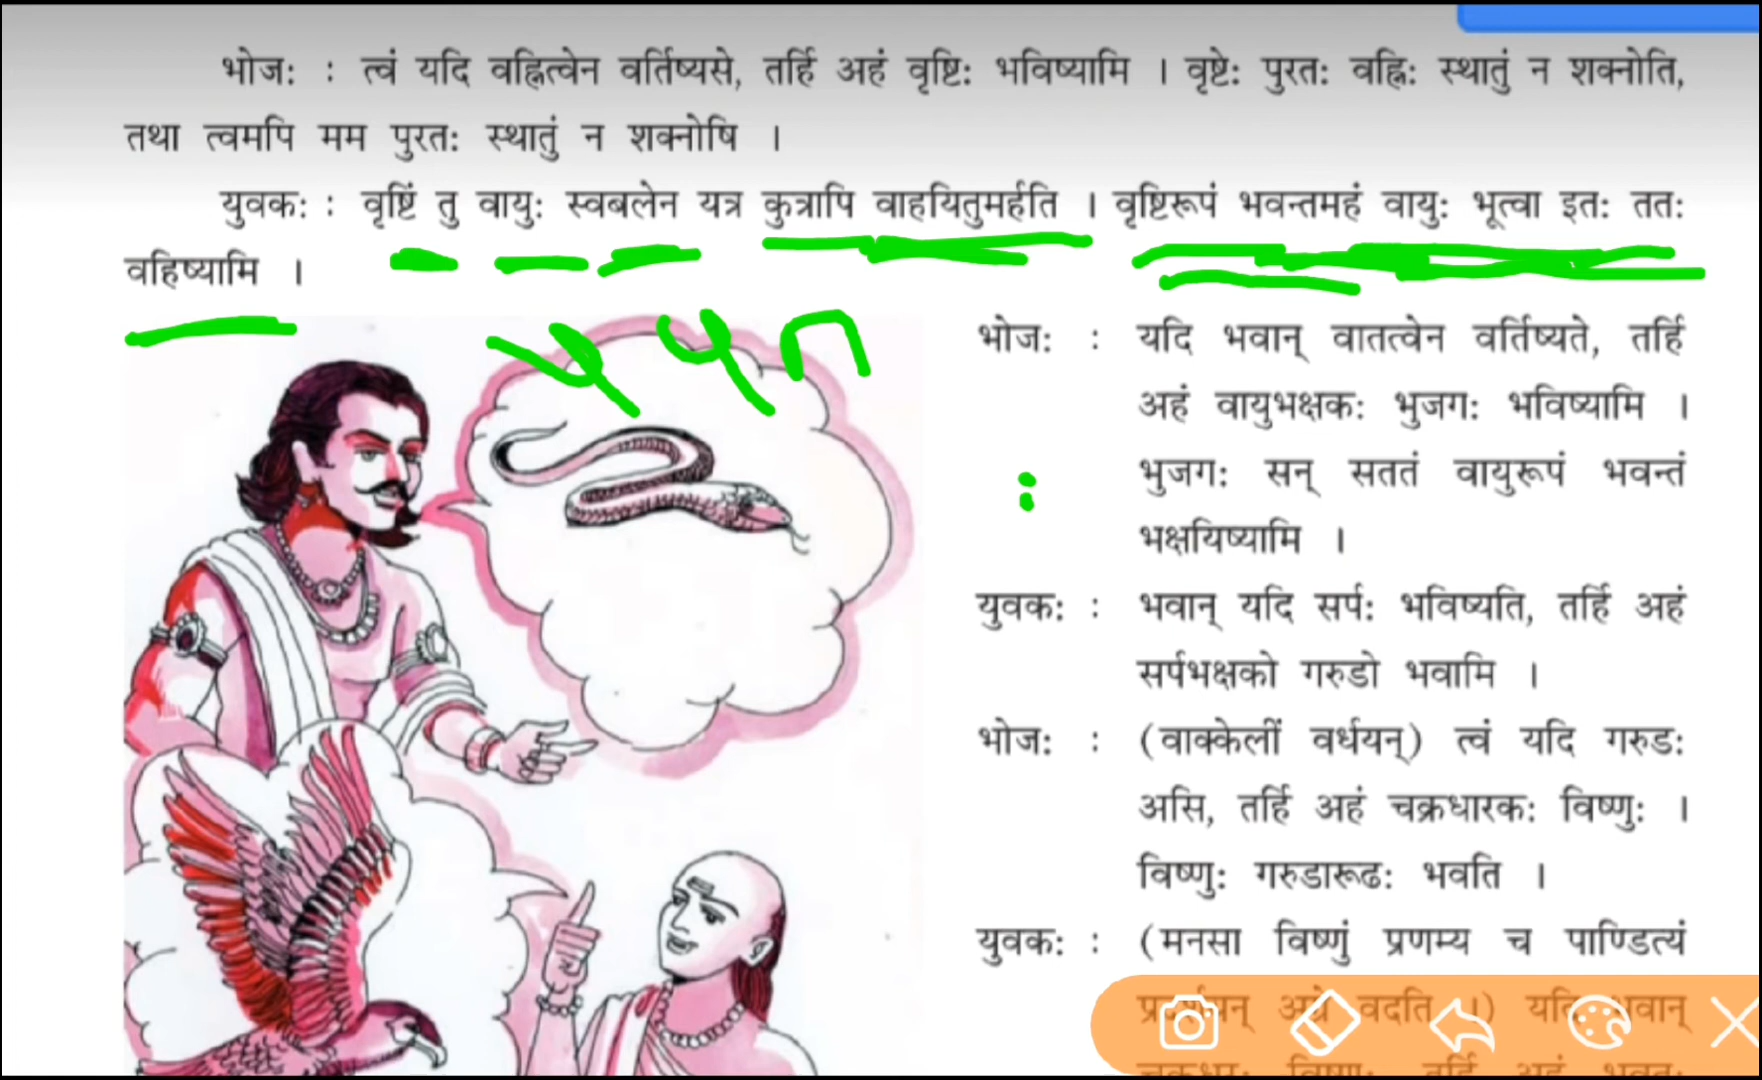 भोज: : त्वं यदि वह्नित्वेन वर्तिष्यसे, तर्हि अहं वृष्टि: भविष्यामि । वृष्टे: पुरत: वह्नि: स्थातुं न शक्नोति,
तथा त्वमपि मम पुरत: स्थातुं न शक्नोषि ।
युवक: : वृष्टिं तु वायु: स्वबलेन यत्र कुत्रापि वाहयितुमर्हति । वृष्टिरूपं भवन्तमहं वायु: भूत्वा इत: तत:
वहिष्यामि ।
भोज: : यदि भवान् वातत्वेन वर्तिष्यते, तर्हि
अहं वायुभक्षक: भुजग: भविष्यामि ।
भुजग: सन् सततं वायुरूपं भवन्तं
भक्षयिष्यामि ।
युवक: : भवान् यदि सर्प: भविष्यति, तर्हि अहं
सर्पभक्षको गरुडो भवामि ।
भोज: : (वाक्केलीं वर्धयन्) त्वं यदि गरुड:
असि, तर्हि अहं चक्रधारक: विष्णु: ।
विष्णु: गरुडारूढ: भवति ।
युवक: : (मनसा विष्णुं प्रणम्य च पाण्डित्यं
वदति ।) यदि भवान्